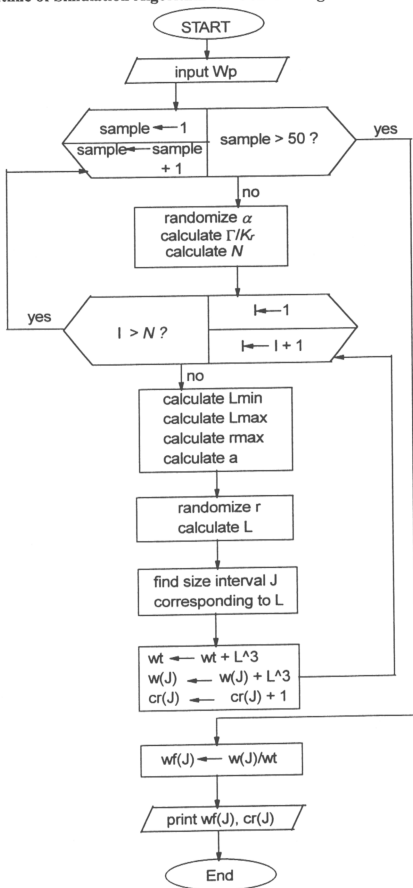 START
input Wp
sample ← 1
sample ← sample + 1
sample > 50 ?
yes
no
randomize α
calculate Γ/Kr
calculate N
yes
I > N ?
I ← 1
I ← I + 1
no
calculate Lmin
calculate Lmax
calculate rmax
calculate a
randomize r
calculate L
find size interval J
corresponding to L
wt ← wt + L^3
w(J) ← w(J) + L^3
cr(J) ← cr(J) + 1
wf(J) ← w(J)/wt
print wf(J), cr(J)
End